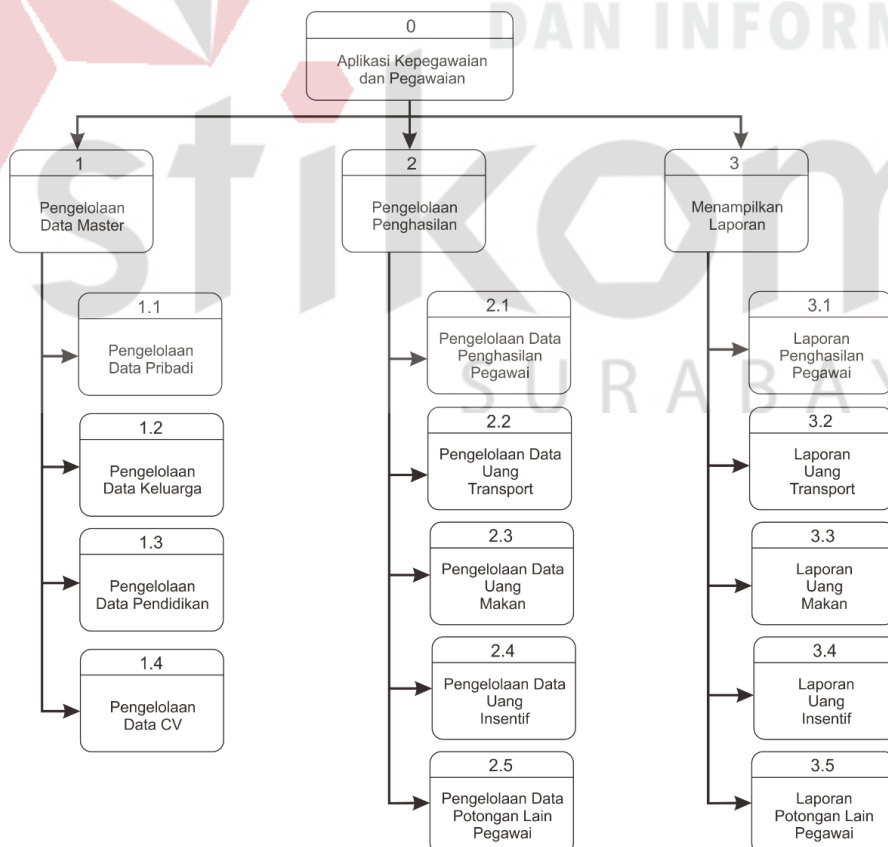 DAN INFORM
stikom
SURABAY
0
Aplikasi Kepegawaian
dan Pegawaian
1
Pengelolaan
Data Master
2
Pengelolaan
Penghasilan
3
Menampilkan
Laporan
1.1
Pengelolaan
Data Pribadi
1.2
Pengelolaan
Data Keluarga
1.3
Pengelolaan
Data Pendidikan
1.4
Pengelolaan
Data CV
2.1
Pengelolaan Data
Penghasilan
Pegawai
2.2
Pengelolaan Data
Uang
Transport
2.3
Pengelolaan Data
Uang
Makan
2.4
Pengelolaan Data
Uang
Insentif
2.5
Pengelolaan Data
Potongan Lain
Pegawai
3.1
Laporan
Penghasilan
Pegawai
3.2
Laporan
Uang
Transport
3.3
Laporan
Uang
Makan
3.4
Laporan
Uang
Insentif
3.5
Laporan
Potongan Lain
Pegawai